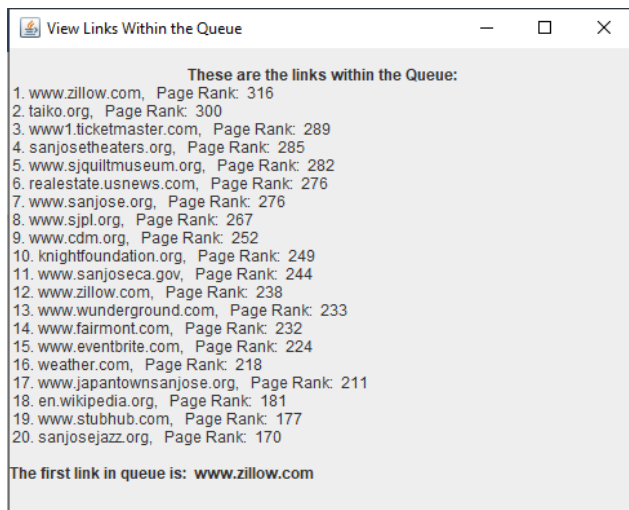 View Links Within the Queue
These are the links within the Queue:
1. www.zillow.com, Page Rank: 316
2. taiko.org, Page Rank: 300
3. www1.ticketmaster.com, Page Rank: 289
4. sanjosetheaters.org, Page Rank: 285
5. www.sjquiltmuseum.org, Page Rank: 282
6. realestate.usnews.com, Page Rank: 276
7. www.sanjose.org, Page Rank: 276
8. www.sjpl.org, Page Rank: 267
9. www.cdm.org, Page Rank: 252
10. knightfoundation.org, Page Rank: 249
11. www.sanjoseca.gov, Page Rank: 244
12. www.zillow.com, Page Rank: 238
13. www.wunderground.com, Page Rank: 233
14. www.fairmont.com, Page Rank: 232
15. www.eventbrite.com, Page Rank: 224
16. weather.com, Page Rank: 218
17. www.japantownsanjose.org, Page Rank: 211
18. en.wikipedia.org, Page Rank: 181
19. www.stubhub.com, Page Rank: 177
20. sanjosejazz.org, Page Rank: 170
The first link in queue is: www.zillow.com